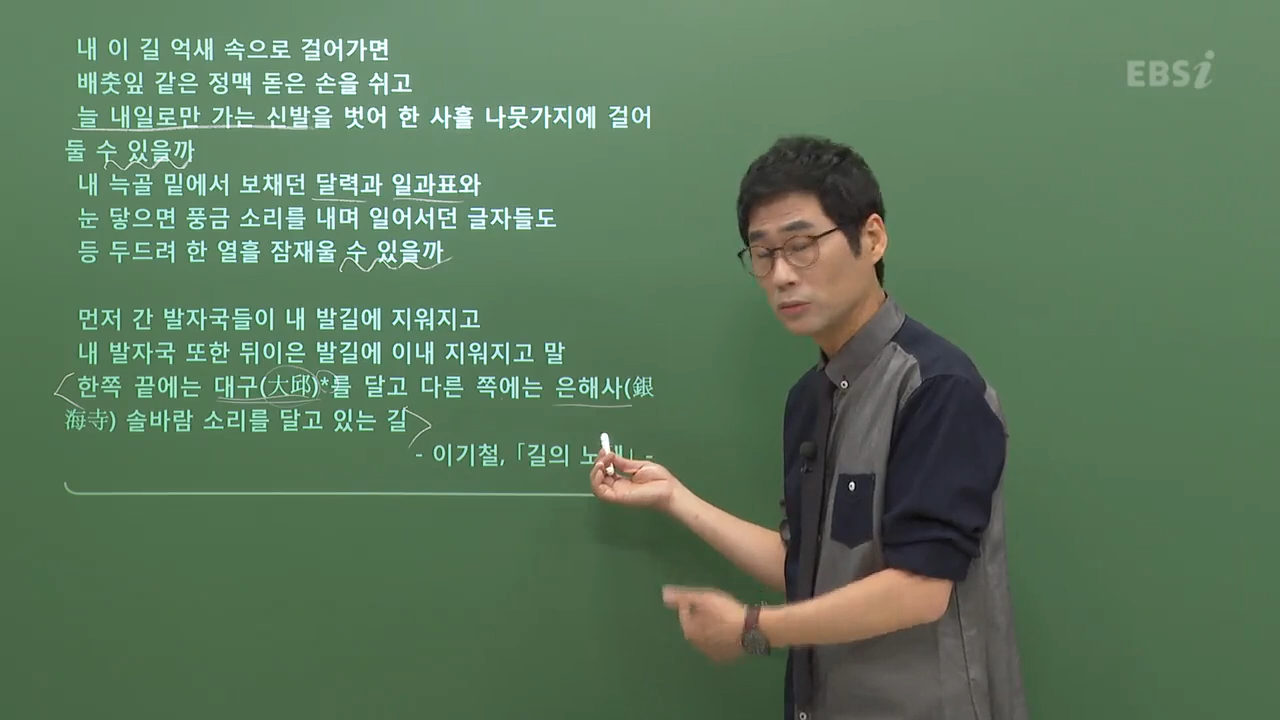 내 이 길 억새 속으로 걸어가면
배춧잎 같은 정맥 돋은 손을 쉬고
늘 내일로만 가는 신발을 벗어 한 사흘 나뭇가지에 걸어
둘 수 있을까
내 늑골 밑에서 보채던 달력과 일과표와
눈 닿으면 풍금 소리를 내며 일어서던 글자들도
등 두드려 한 열흘 잠재울 수 있을까
먼저 간 발자국들이 내 발길에 지워지고
내 발자국 또한 뒤이은 발길에 이내 지워지고 말
한쪽 끝에는 대구(大邱)*를 달고 다른 쪽에는 은해사(銀
海寺) 솔바람 소리를 달고 있는 길
- 이기철, 「길의 」 -
EBSi